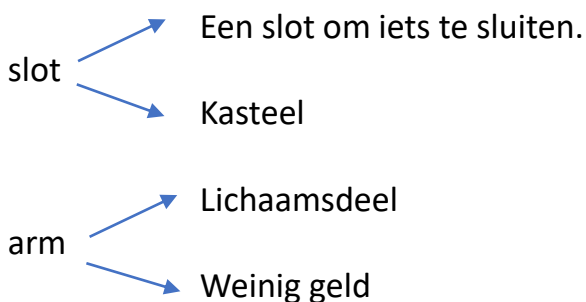 Een slot om iets te sluiten.
slot
Kasteel
Lichaamsdeel
arm
Weinig geld